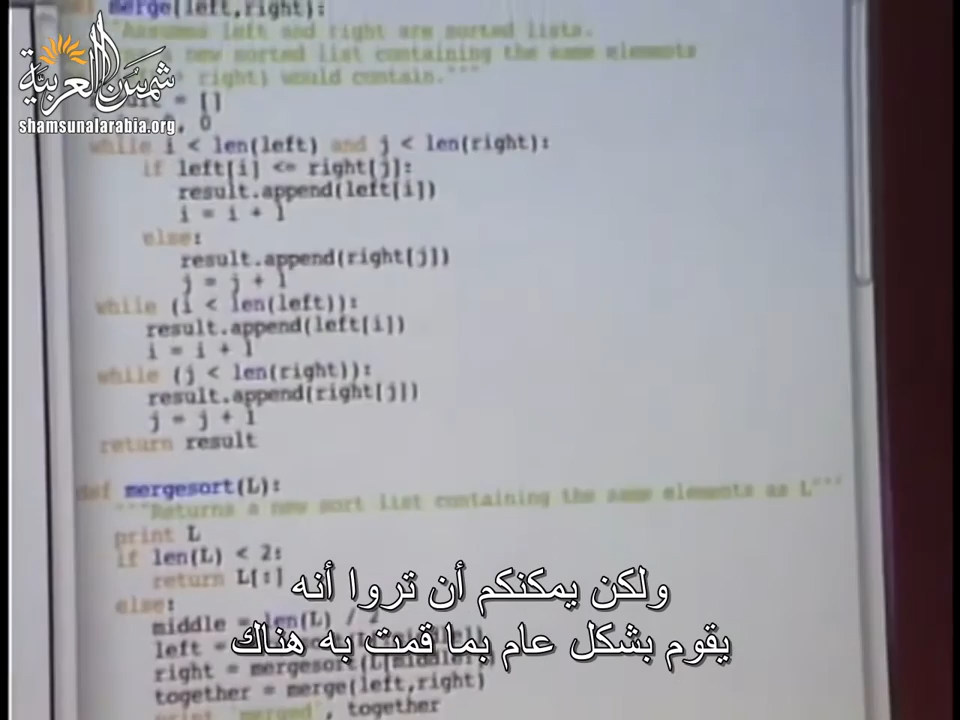 شمس العربية
shamsunalarabia.org
merge(left,right):
Assumes left and right are sorted lists.
new sorted list containing the same elements
right) would contain."""
= []
, 0
while i < len(left) and j < len(right):
if left[i] <= right[j]:
result.append(left[i])
i = i + 1
else:
result.append(right[j])
j = j + 1
while (i < len(left)):
result.append(left[i])
i = i + 1
while (j < len(right)):
result.append(right[j])
j = j + 1
return result
def mergesort(L):
"""Returns a new sort list containing the same elements as L"""
print L
if len(L) < 2:
return L[:]
else:
middle = len(L) / 2
left =
right = mergesort(L[middle:
together = merge(left,right)
print 'merged', together
ولكن يمكنكم أن تروا أنه
يقوم بشكل عام بما قمت به هناك